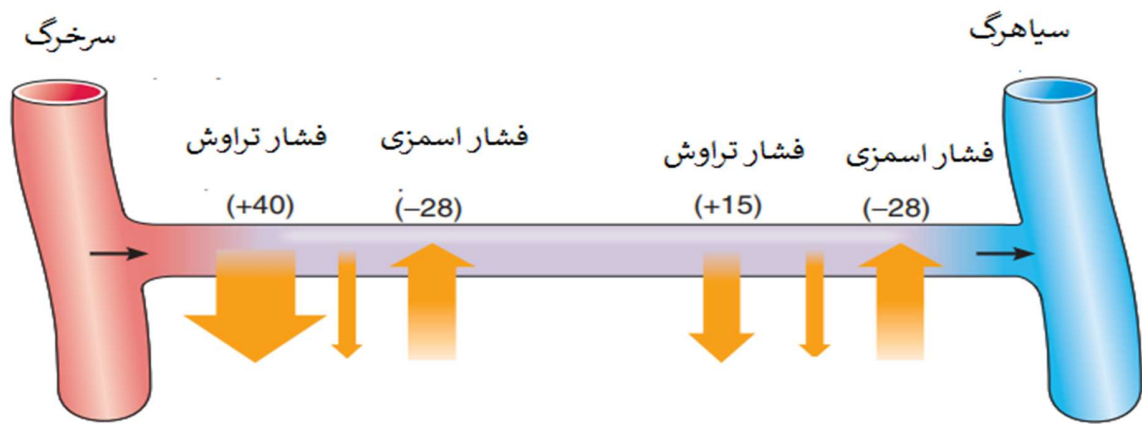 سرخرگ
سیاهرگ
فشار تراوش
فشار اسمزی
فشار تراوش
فشار اسمزی
(+40)
(–28)
(+15)
(–28)